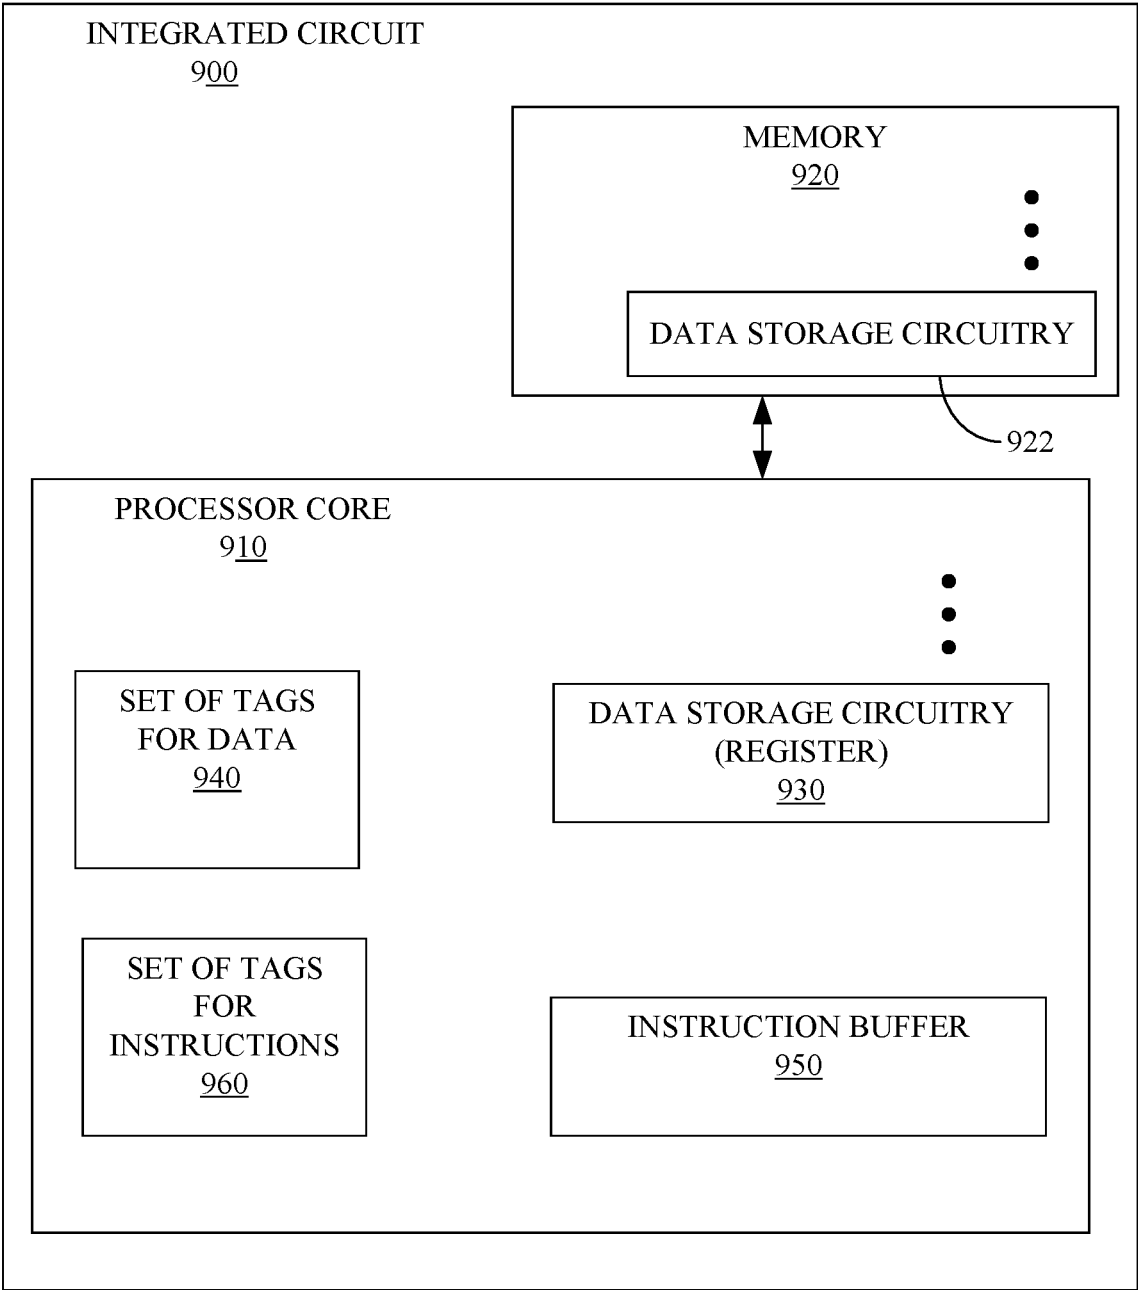 INTEGRATED CIRCUIT
900
MEMORY
920
DATA STORAGE CIRCUITRY
922
PROCESSOR CORE
910
SET OF TAGS
FOR DATA
940
DATA STORAGE CIRCUITRY
(REGISTER)
930
SET OF TAGS
FOR
INSTRUCTIONS
960
INSTRUCTION BUFFER
950